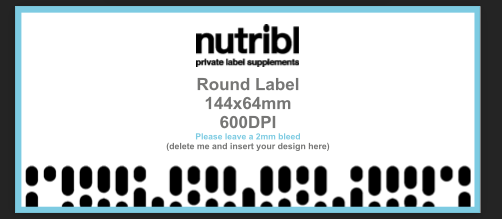 nutribl
private label supplements
Round Label
144x64mm
600DPI
Please leave a 2mm bleed
(delete me and insert your design here)